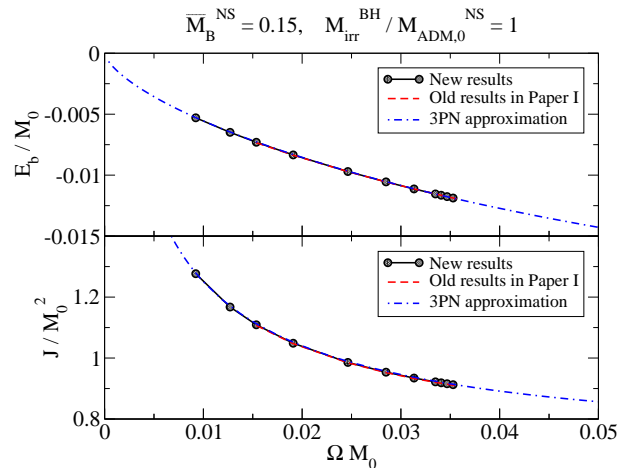 M̅_B^NS = 0.15, M_irr^BH / M_ADM,0^NS = 1
0
-0.005
-0.01
-0.015
E_b / M_0
New results
Old results in Paper I
3PN approximation
1.2
1
0.8
J / M_0^2
New results
Old results in Paper I
3PN approximation
0 0.01 0.02 0.03 0.04 0.05
Ω M_0